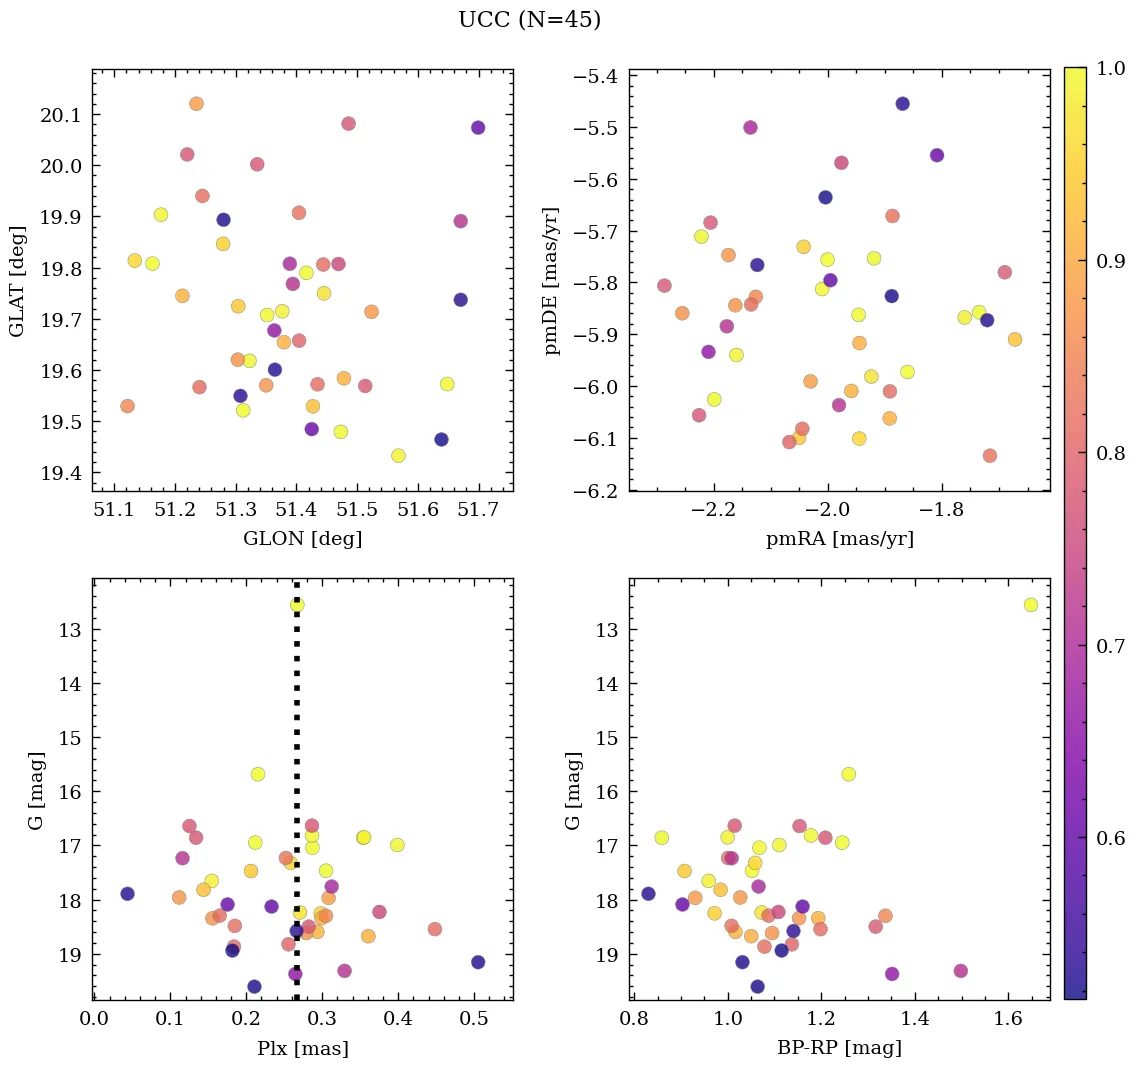 UCC (N=45)
20.1
20.0
19.9
19.8
19.7
19.6
19.5
19.4
GLAT [deg]
51.1 51.2 51.3 51.4 51.5 51.6 51.7
GLON [deg]
−5.4
−5.5
−5.6
−5.7
−5.8
−5.9
−6.0
−6.1
−6.2
pmDE [mas/yr]
−2.2 −2.0 −1.8
pmRA [mas/yr]
1.0
0.9
0.8
0.7
0.6
13
14
15
16
17
18
19
G [mag]
0.0 0.1 0.2 0.3 0.4 0.5
Plx [mas]
13
14
15
16
17
18
19
G [mag]
0.8 1.0 1.2 1.4 1.6
BP-RP [mag]